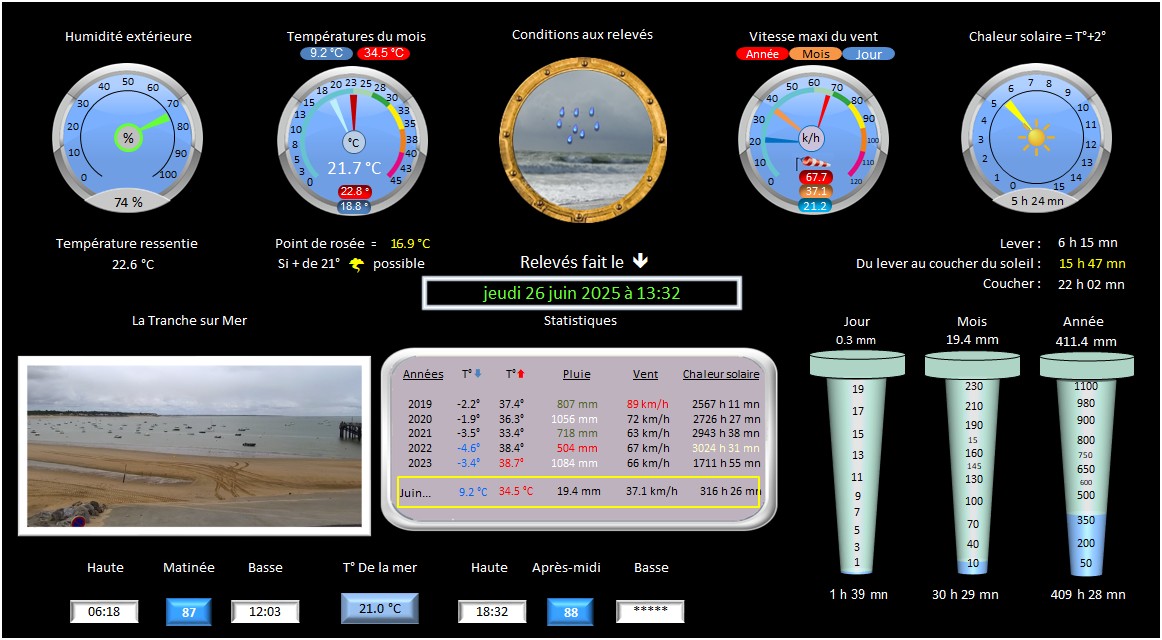 Humidité extérieure
Températures du mois
9.2 °C 34.5 °C
Conditions aux relevés
Vitesse maxi du vent
Année Mois Jour
Chaleur solaire = T°+2°
0 10 20 30 40 50 60 70 80 90 100
%
74 %
0 3 5 8 10 13 15 18 20 23 25 28 30 33 35 38 40 43 45
°C
21.7 °C
22.8 °
18.8 °
0 10 20 30 40 50 60 70 80 90 100 110 120
k/h
67.7
37.1
21.2
0 1 2 3 4 5 6 7 8 9 10 11 12 13 14 15
5 h 24 mn
Température ressentie
22.6 °C
Point de rosée = 16.9 °C
Si + de 21° possible
Relevés fait le
jeudi 26 juin 2025 à 13:32
Lever : 6 h 15 mn
Du lever au coucher du soleil : 15 h 47 mn
Coucher : 22 h 02 mn
La Tranche sur Mer
Statistiques
Années T° T° Pluie Vent Chaleur solaire
2019 -2.2° 37.4° 807 mm 89 km/h 2567 h 11 mn
2020 -1.9° 36.3° 1056 mm 72 km/h 2726 h 27 mn
2021 -3.5° 33.4° 718 mm 63 km/h 2943 h 38 mn
2022 -4.6° 38.4° 504 mm 67 km/h 3024 h 31 mn
2023 -3.4° 38.7° 1084 mm 66 km/h 1711 h 55 mn
Juin... 9.2 °C 34.5 °C 19.4 mm 37.1 km/h 316 h 26 mn
Jour
0.3 mm
19
17
15
13
11
9
7
5
3
1
1 h 39 mn
Mois
19.4 mm
230
210
190
15
160
145
130
100
70
40
10
30 h 29 mn
Année
411.4 mm
1100
980
900
800
750
650
600
500
350
200
50
409 h 28 mn
Haute Matinée Basse T° De la mer Haute Après-midi Basse
06:18 87 12:03 21.0 °C 18:32 88 *****